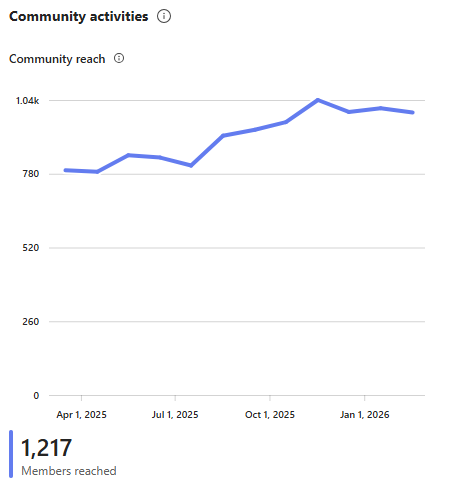 Community activities
Community reach
1.04k
780
520
260
0
Apr 1, 2025 Jul 1, 2025 Oct 1, 2025 Jan 1, 2026
1,217
Members reached